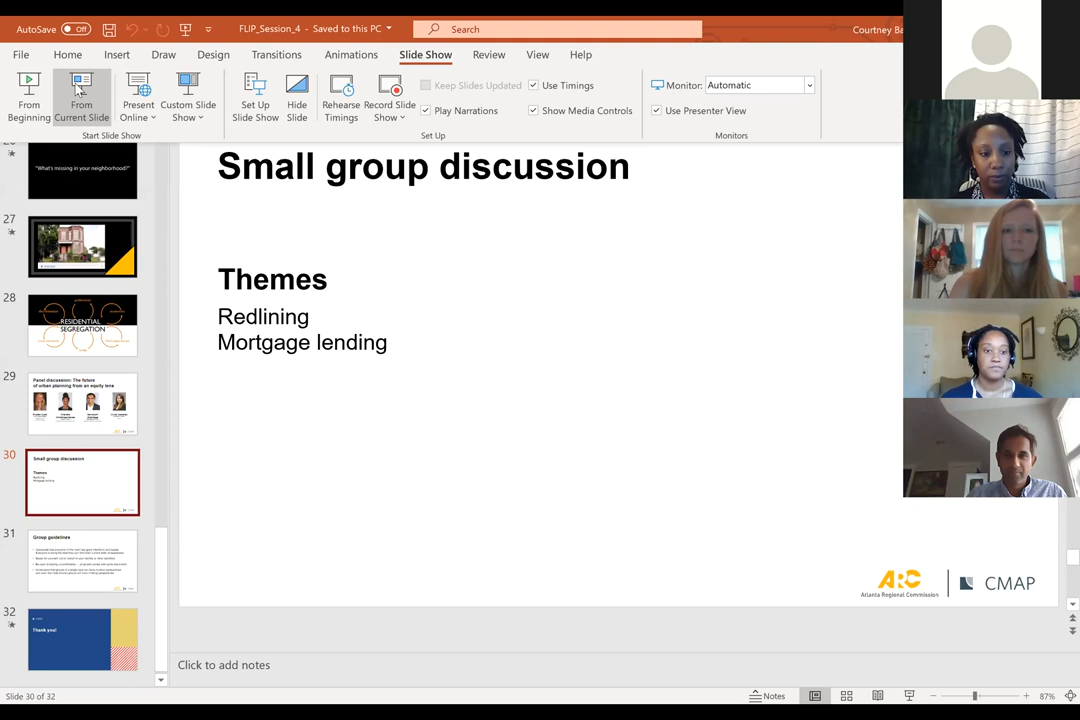 AutoSave Off FLIP_Session_4 - Saved to this PC Search Courtney Ba
File Home Insert Draw Design Transitions Animations Slide Show Review View Help
From Beginning
From Current Slide
Present Online
Custom Slide Show
Start Slide Show
Set Up Slide Show
Hide Slide
Rehearse Timings
Record Slide Show
Keep Slides Updated
Use Timings
Play Narrations
Show Media Controls
Set Up
Monitor: Automatic
Use Presenter View
Monitors
"What's missing in your neighborhood?"
27
28
RESIDENTIAL
SEGREGATION
29
Panel discussion: The future
of urban planning from an equity lens
30
Small group discussion
Themes
Redlining
Mortgage lending
31
Group guidelines
32
Thank you!
Small group discussion
Themes
Redlining
Mortgage lending
ARC
Atlanta Regional Commission
CMAP
Click to add notes
Slide 30 of 32
Notes
87%